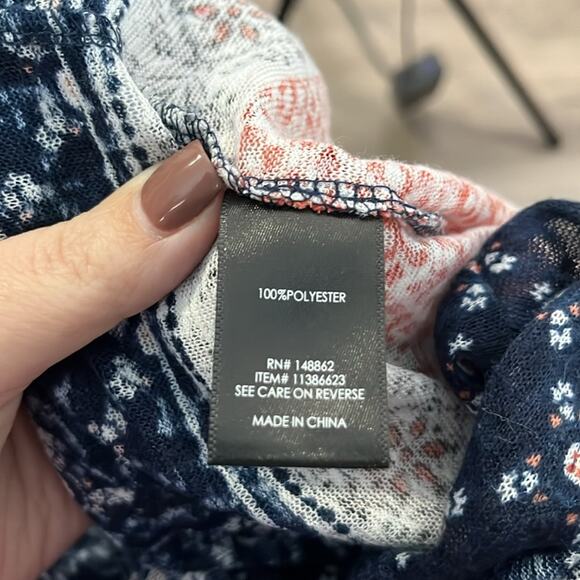 100%POLYESTER
RN# 148862
ITEM# 11386623
SEE CARE ON REVERSE
MADE IN CHINA